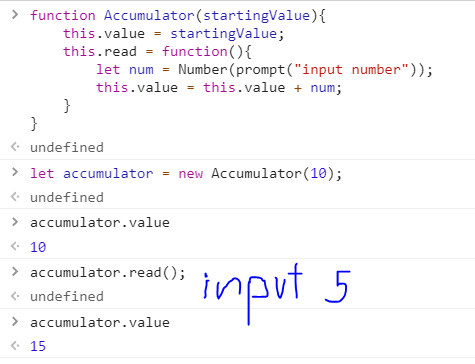 > function Accumulator(startingValue){
this.value = startingValue;
this.read = function(){
let num = Number(prompt("input number"));
this.value = this.value + num;
}
}
undefined
> let accumulator = new Accumulator(10);
undefined
> accumulator.value
10
> accumulator.read(); input 5
undefined
> accumulator.value
15